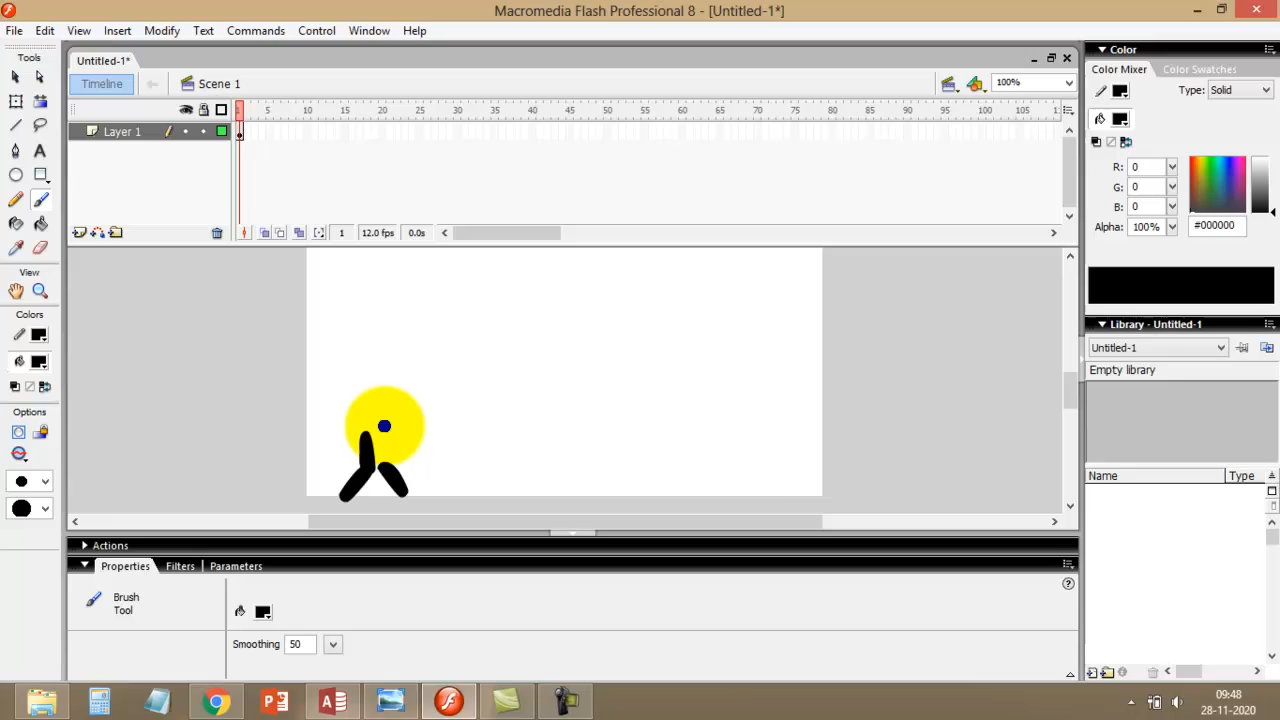 Macromedia Flash Professional 8 - [Untitled-1*]
File Edit View Insert Modify Text Commands Control Window Help
Tools
View
Colors
Options
Untitled-1*
Timeline
Scene 1
100%
5 10 15 20 25 30 35 40 45 50 55 60 65 70 75 80 85 90 95 100 105
Layer 1
1 12.0 fps 0.0s
Color
Color Mixer Color Swatches
Type: Solid
R: 0
G: 0
B: 0
Alpha: 100% #000000
Library - Untitled-1
Untitled-1
Empty library
Name Type
Actions
Properties Filters Parameters
Brush
Tool
Smoothing 50
09:48
28-11-2020